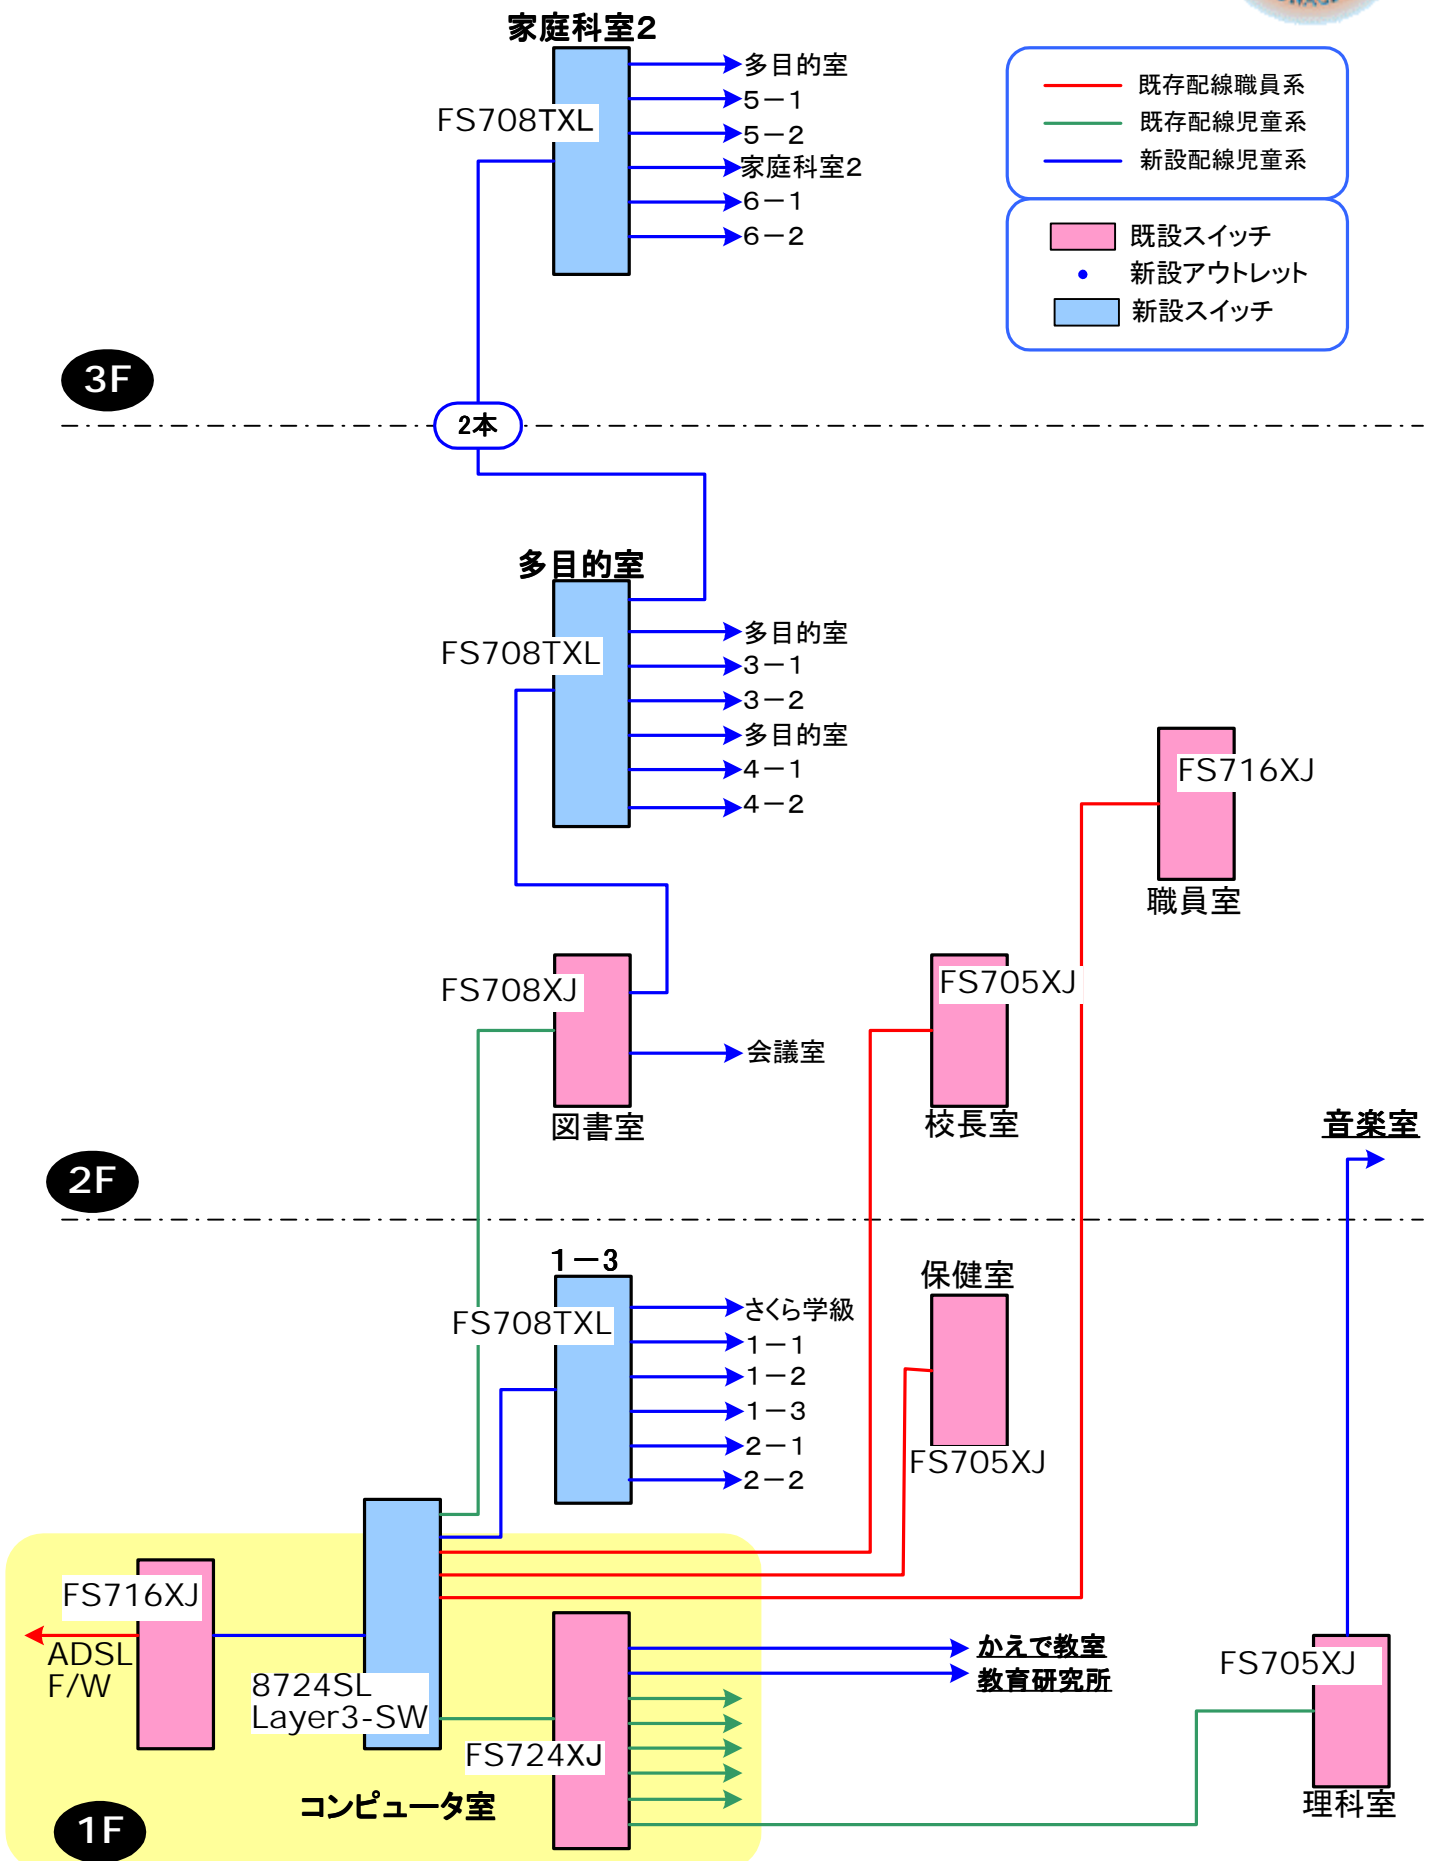 家庭科室2
FS708TXL
多目的室
5－1
5－2
家庭科室2
6－1
6－2
既存配線職員系
既存配線児童系
新設配線児童系
既設スイッチ
新設アウトレット
新設スイッチ
3F
2本
多目的室
FS708TXL
多目的室
3－1
3－2
多目的室
4－1
4－2
FS716XJ
職員室
FS708XJ
会議室
図書室
FS705XJ
校長室
音楽室
2F
1－3
FS708TXL
さくら学級
1－1
1－2
1－3
2－1
2－2
保健室
FS705XJ
FS716XJ
ADSL
F/W
8724SL
Layer3-SW
FS724XJ
コンピュータ室
かえで教室
教育研究所
FS705XJ
理科室
1F